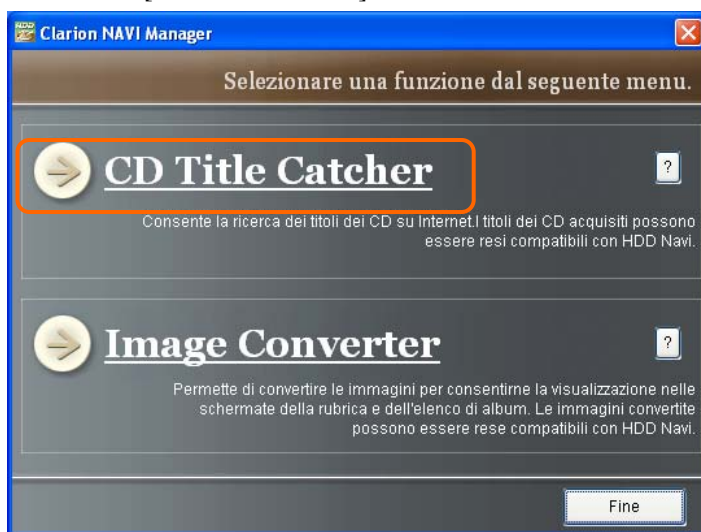 Clarion NAVI Manager
Selezionare una funzione dal seguente menu.
CD Title Catcher
?
Consente la ricerca dei titoli dei CD su Internet.I titoli dei CD acquisiti possono
essere resi compatibili con HDD Navi.
Image Converter
?
Permette di convertire le immagini per consentirne la visualizzazione nelle
schermate della rubrica e dell'elenco di album. Le immagini convertite
possono essere rese compatibili con HDD Navi.
Fine